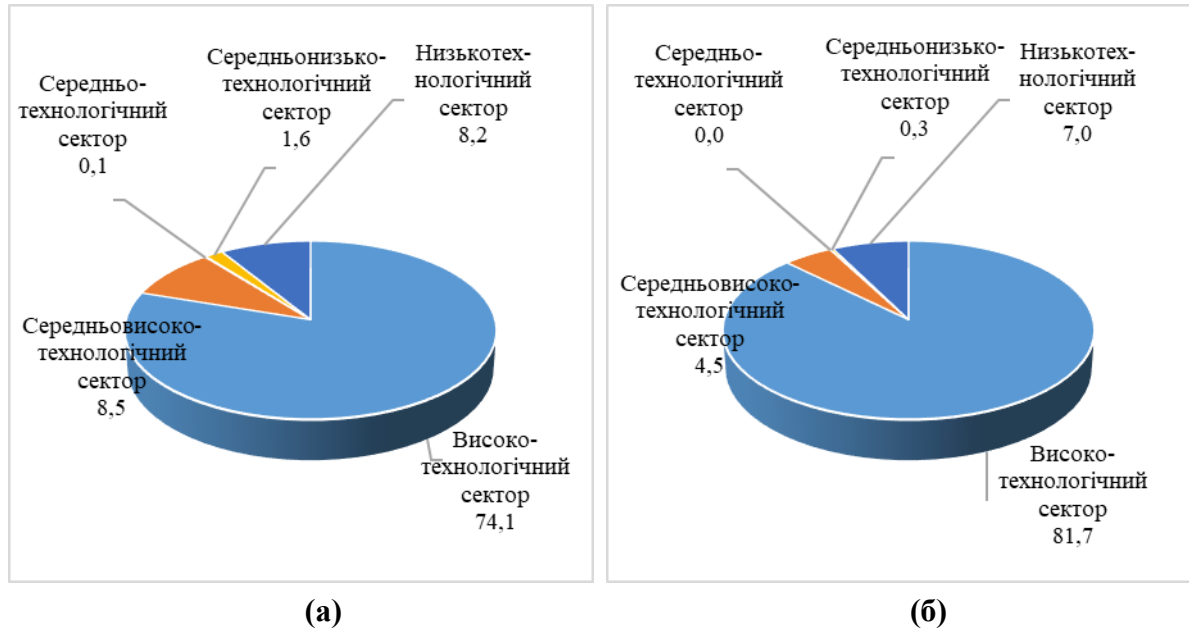 Середньо-
технологічний
сектор
0,1
Середньонизько-
технологічний
сектор
1,6
Низькотех-
нологічний
сектор
8,2
Середньовисоко-
технологічний
сектор
8,5
Високо-
технологічний
сектор
74,1
(а)
Середньо-
технологічний
сектор
0,0
Середньонизько-
технологічний
сектор
0,3
Низькотех-
нологічний
сектор
7,0
Середньовисоко-
технологічний
сектор
4,5
Високо-
технологічний
сектор
81,7
(б)